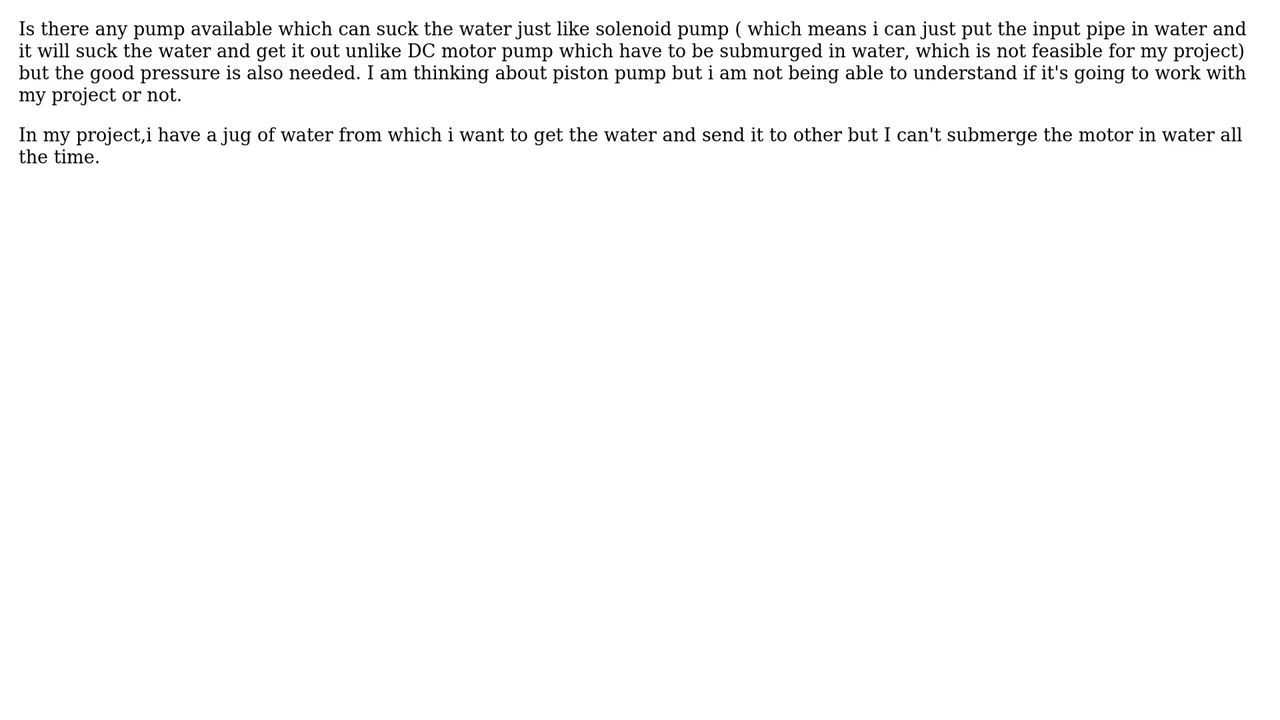 Is there any pump available which can suck the water just like solenoid pump ( which means i can just put the input pipe in water and
it will suck the water and get it out unlike DC motor pump which have to be submurged in water, which is not feasible for my project)
but the good pressure is also needed. I am thinking about piston pump but i am not being able to understand if it's going to work with
my project or not.
In my project,i have a jug of water from which i want to get the water and send it to other but I can't submerge the motor in water all
the time.